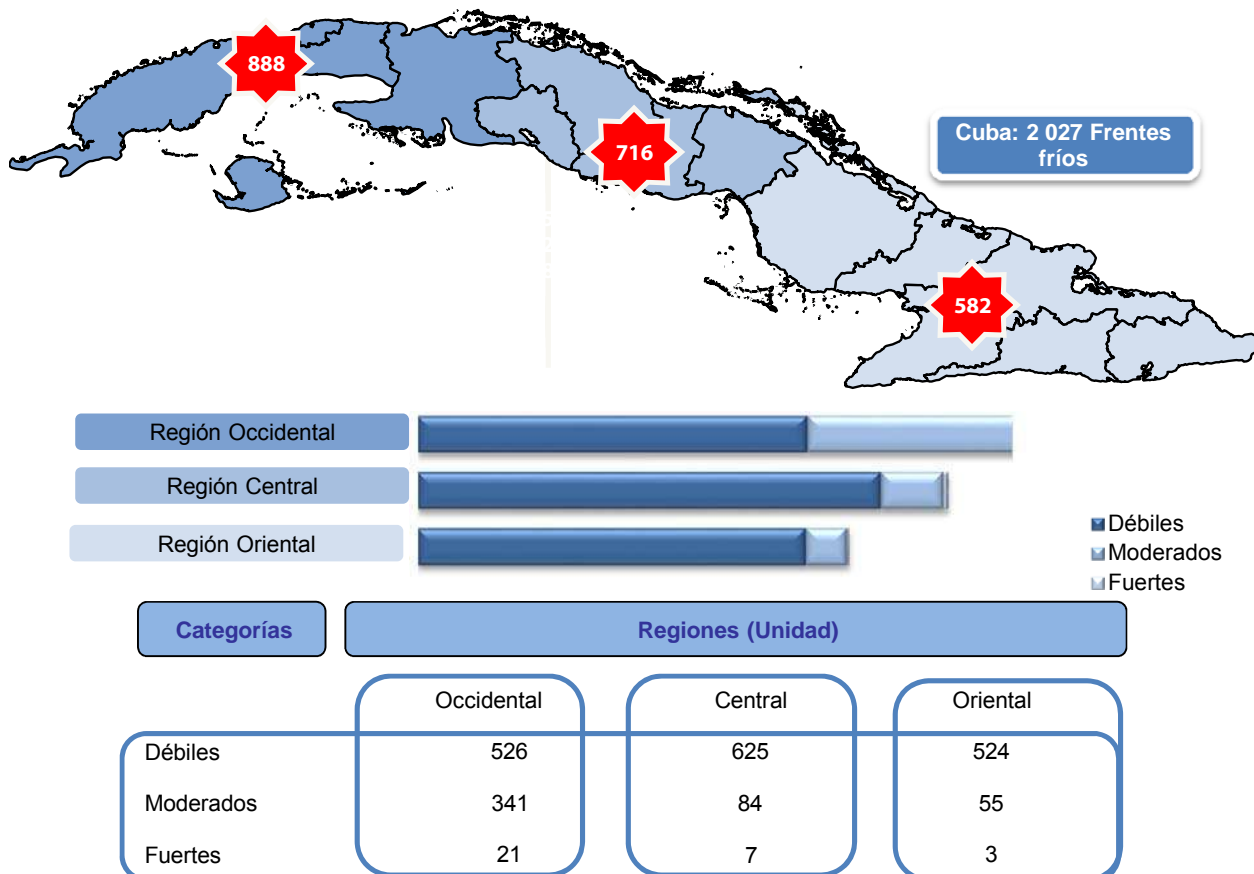 888
716
Cuba: 2 027 Frentes
fríos
582
Región Occidental
Región Central
Región Oriental
Débiles
Moderados
Fuertes
Categorías Regiones (Unidad)
Occidental Central Oriental
Débiles 526 625 524
Moderados 341 84 55
Fuertes 21 7 3